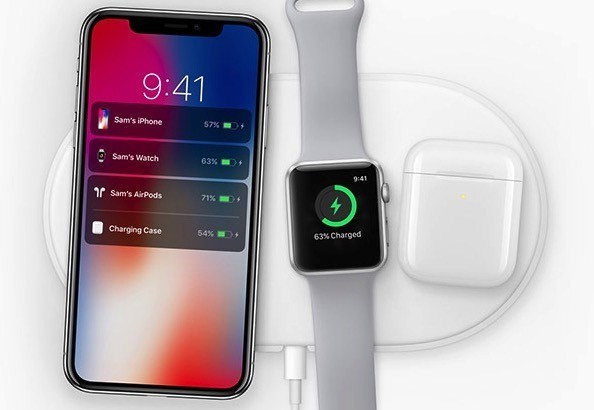 9:41
Sam's iPhone 57%
Sam's Watch 63%
Sam's AirPods 71%
Charging Case 54%
9:41
63% Charged